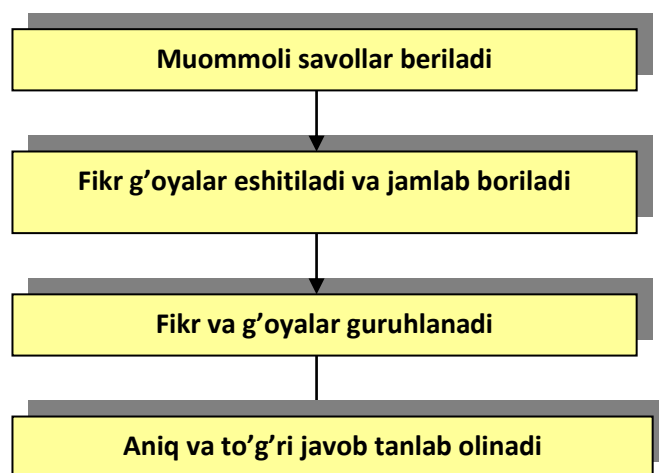 Muommoli savollar beriladi
Fikr g’oyalar eshitiladi va jamlab boriladi
Fikr va g’oyalar guruhlanadi
Aniq va to’g’ri javob tanlab olinadi